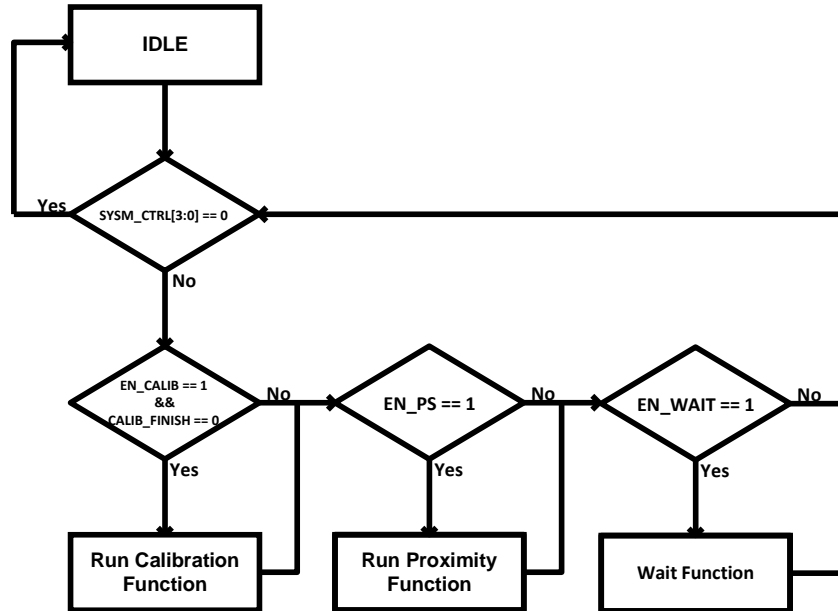 IDLE
Yes
SYSM_CTRL[3:0] == 0
No
EN_CALIB == 1
&&
CALIB_FINISH == 0
No
EN_PS == 1
No
EN_WAIT == 1
No
Yes
Yes
Yes
Run Calibration
Function
Run Proximity
Function
Wait Function